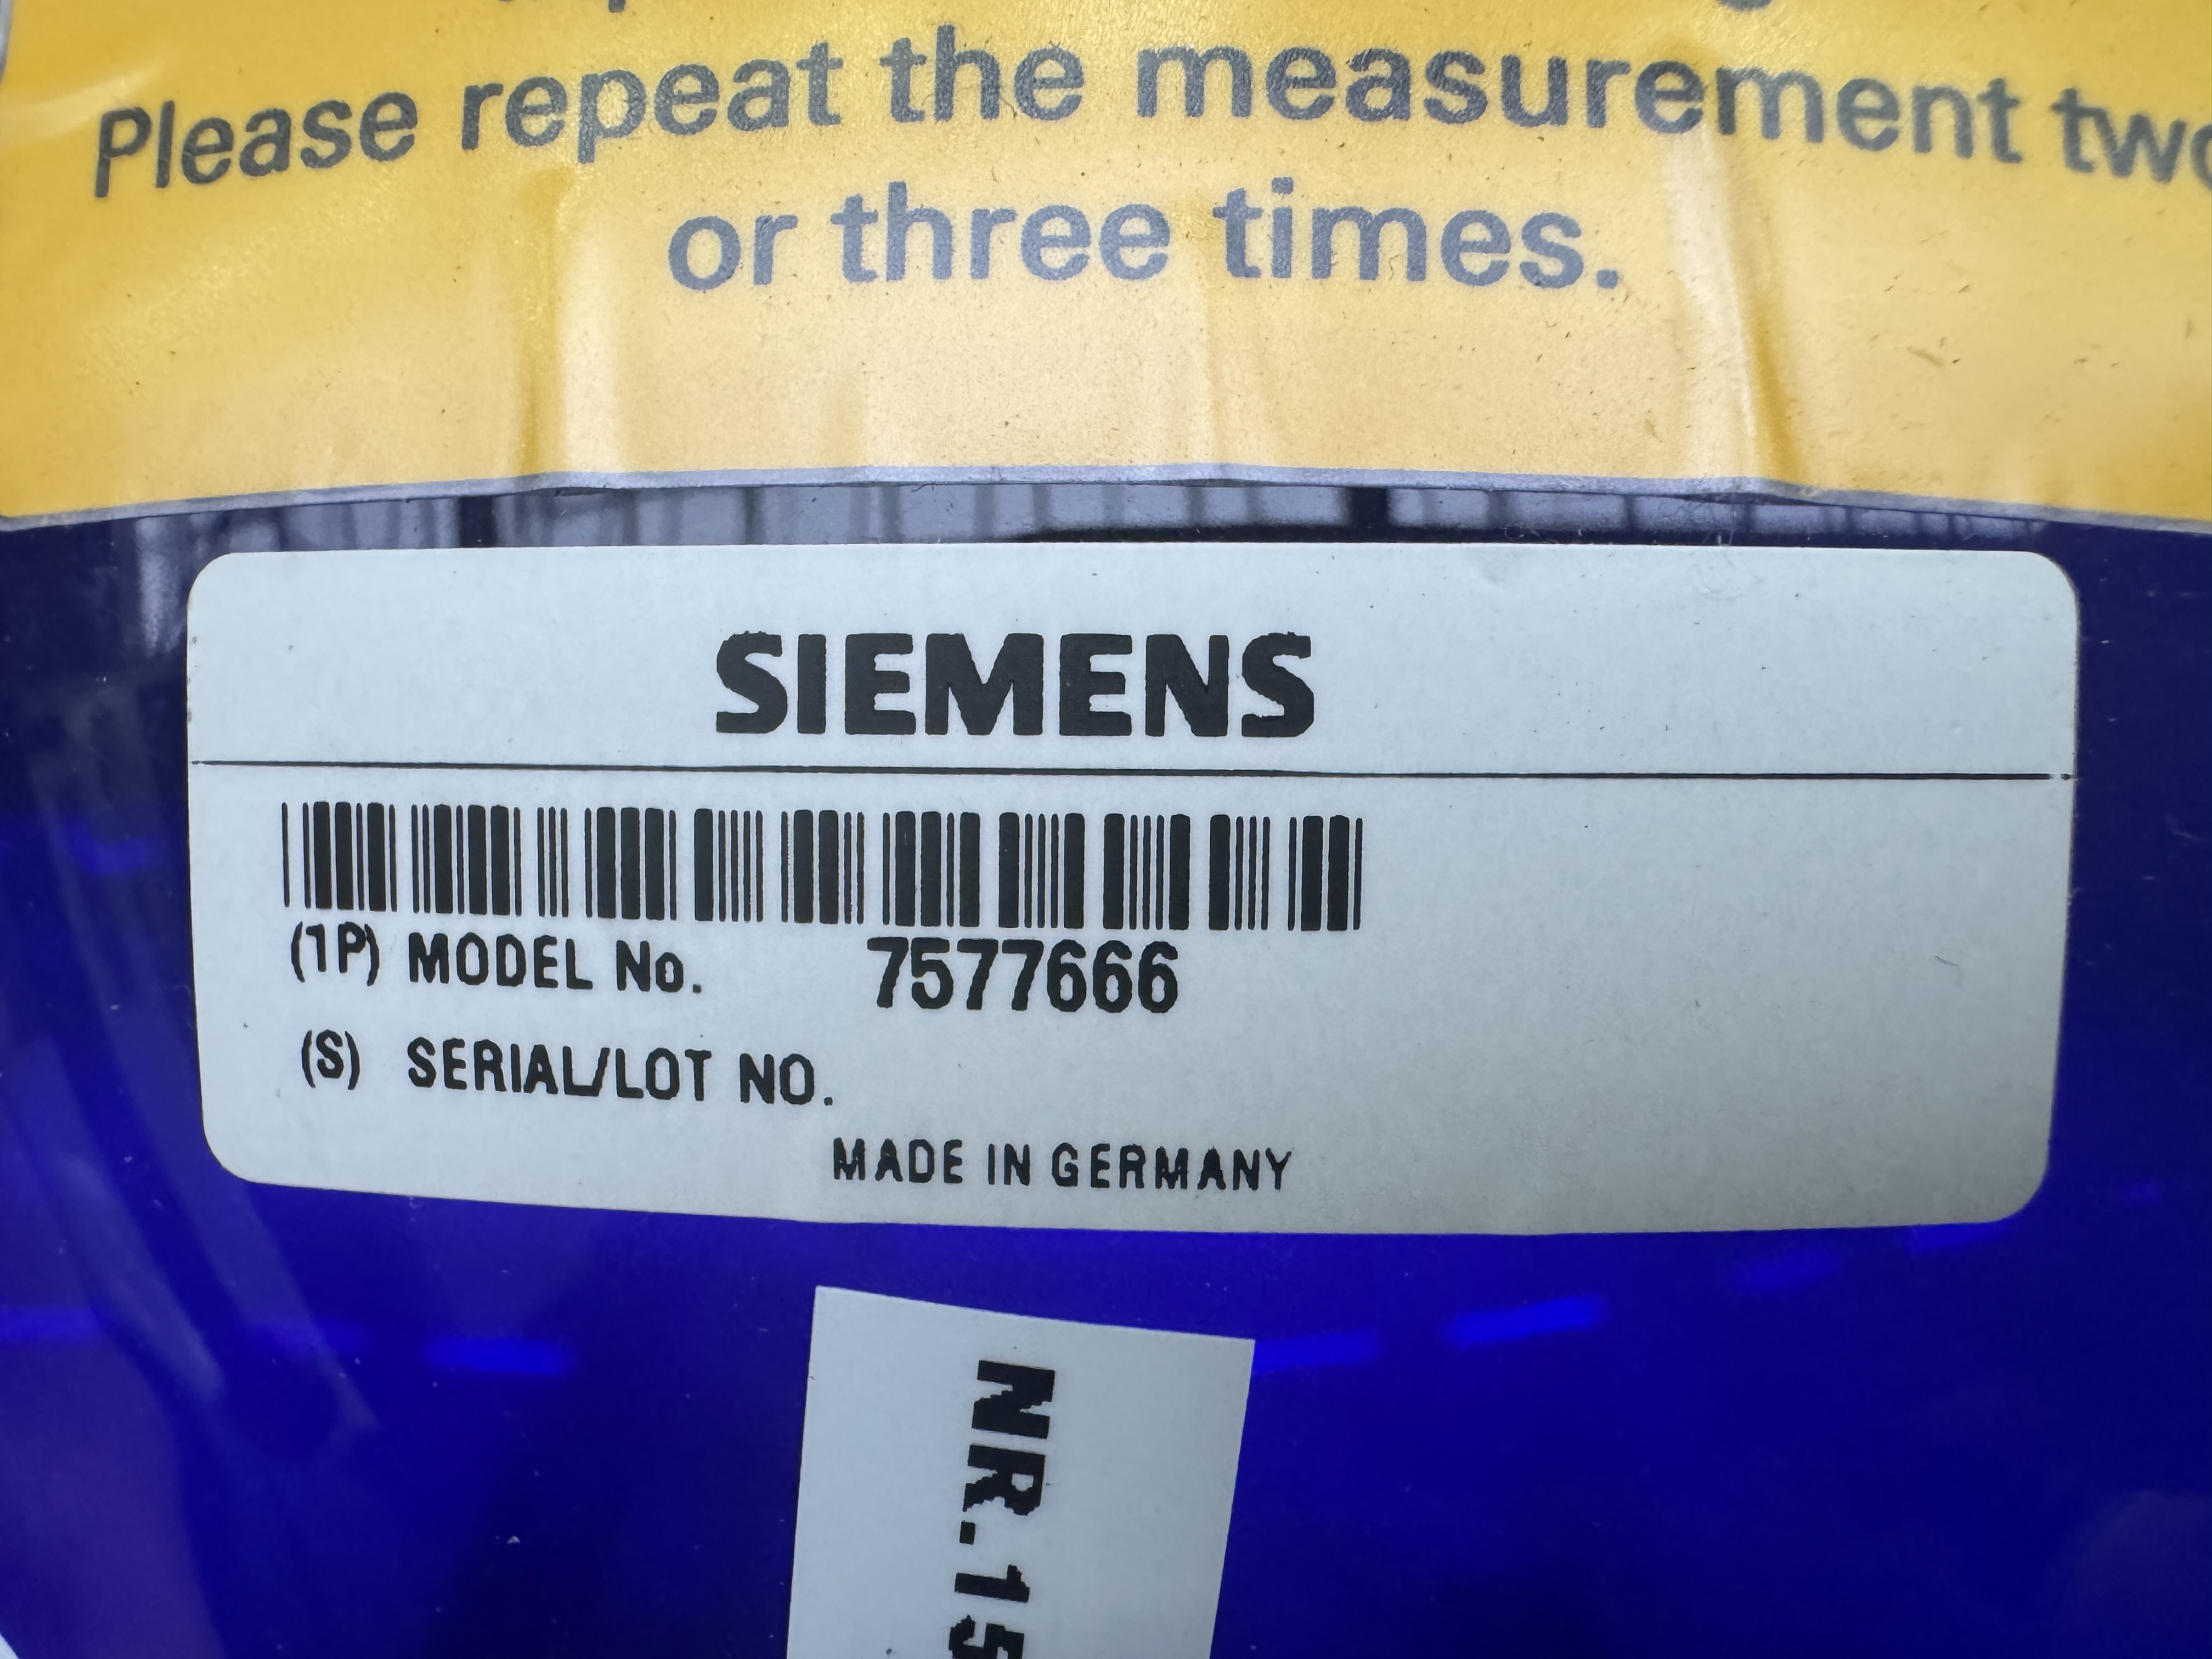 Please repeat the measurement
or three times.
SIEMENS
(1P) MODEL No. 7577666
(S) SERIAL/LOT NO.
MADE IN GERMANY
NR.15